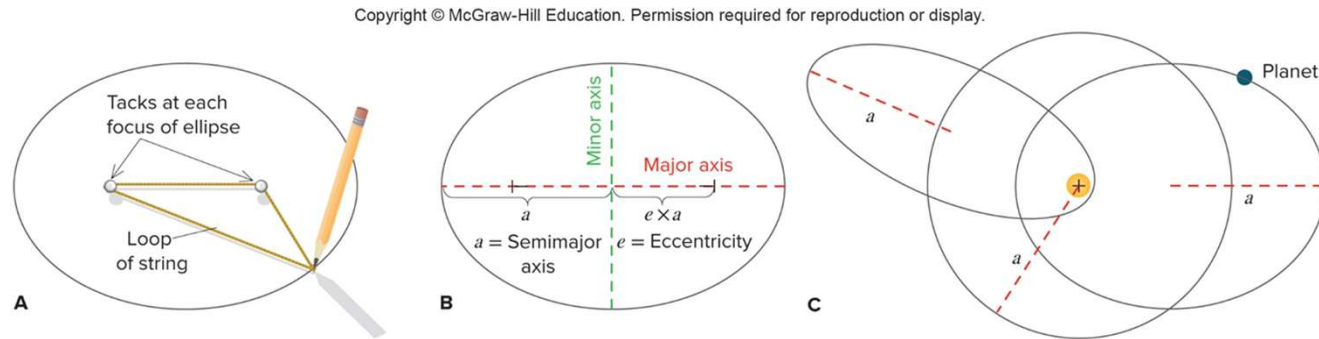 Copyright © McGraw-Hill Education. Permission required for reproduction or display.
Tacks at each
focus of ellipse
Loop
of string
A
Minor axis
Major axis
a
e × a
a = Semimajor
axis
e = Eccentricity
B
Planet
a
a
a
C